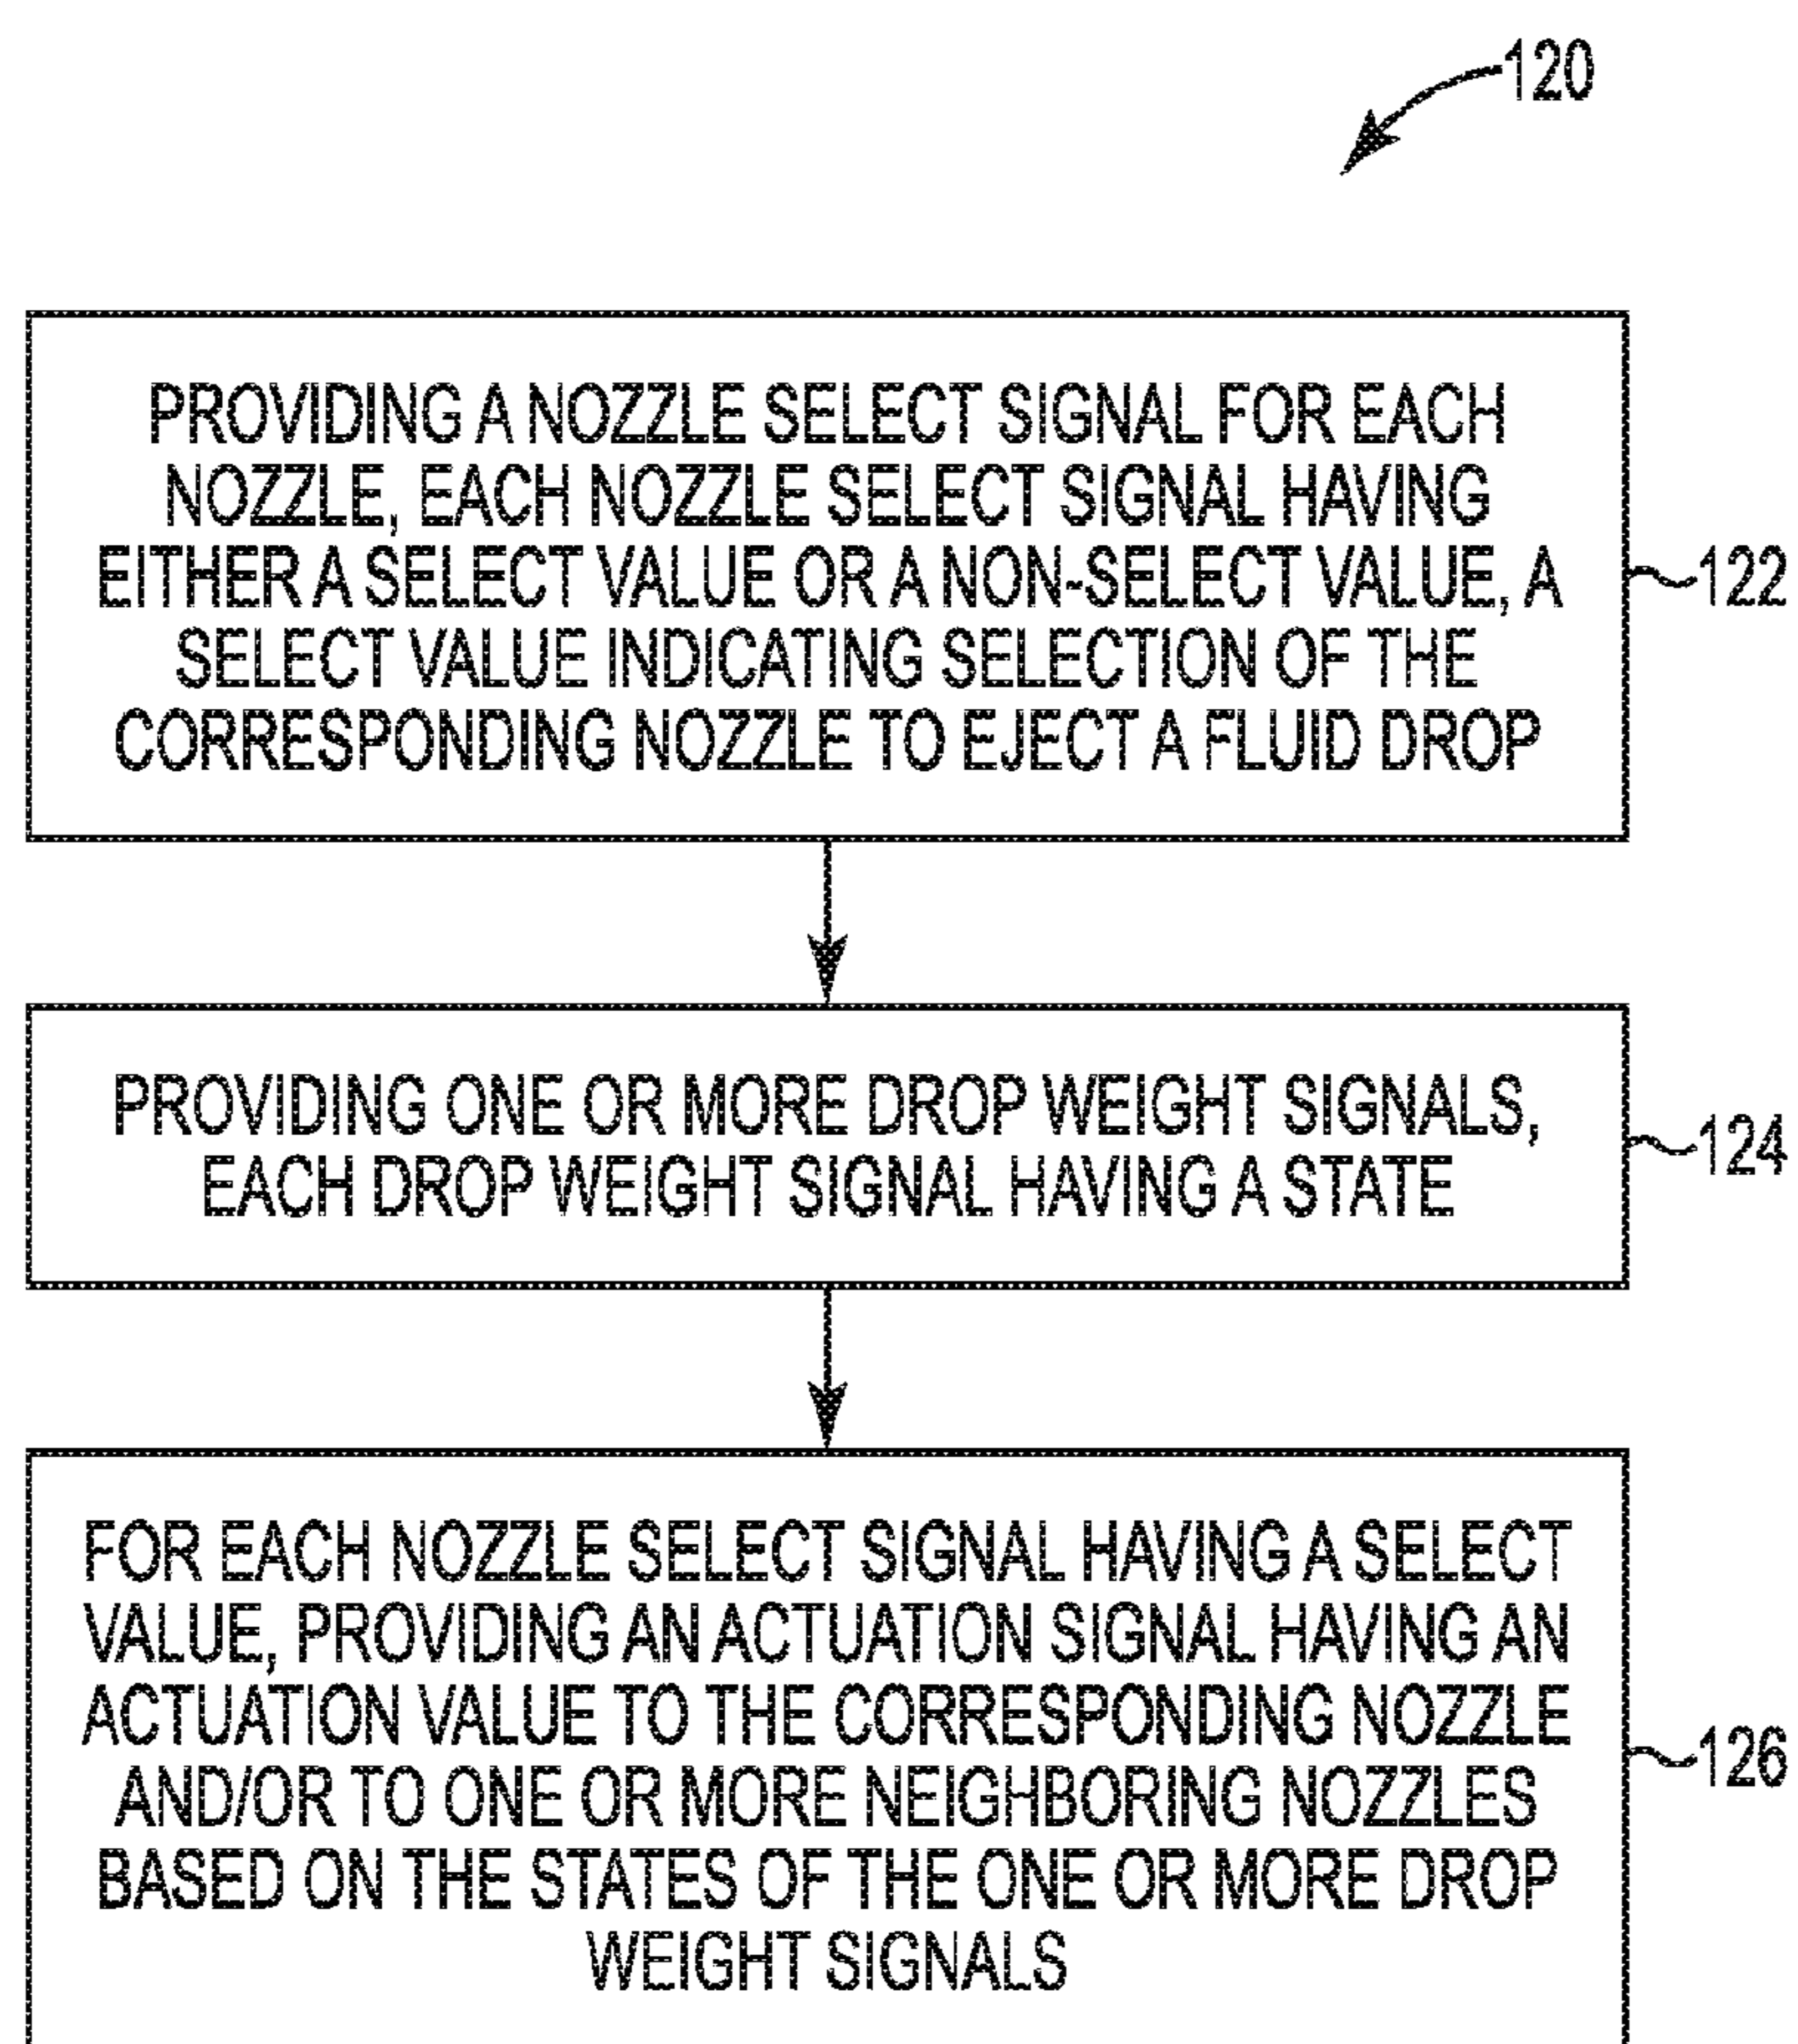 120
PROVIDING A NOZZLE SELECT SIGNAL FOR EACH
NOZZLE, EACH NOZZLE SELECT SIGNAL HAVING
EITHER A SELECT VALUE OR A NON-SELECT VALUE, A
SELECT VALUE INDICATING SELECTION OF THE
CORRESPONDING NOZZLE TO EJECT A FLUID DROP
122
PROVIDING ONE OR MORE DROP WEIGHT SIGNALS,
EACH DROP WEIGHT SIGNAL HAVING A STATE
124
FOR EACH NOZZLE SELECT SIGNAL HAVING A SELECT
VALUE, PROVIDING AN ACTUATION SIGNAL HAVING AN
ACTUATION VALUE TO THE CORRESPONDING NOZZLE
AND/OR TO ONE OR MORE NEIGHBORING NOZZLES
BASED ON THE STATES OF THE ONE OR MORE DROP
WEIGHT SIGNALS
126